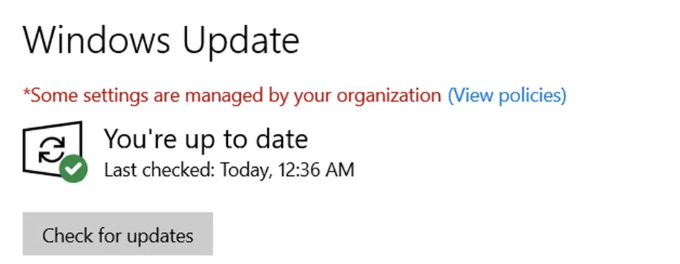 Windows Update
*Some settings are managed by your organization (View policies)
You're up to date
Last checked: Today, 12:36 AM
Check for updates